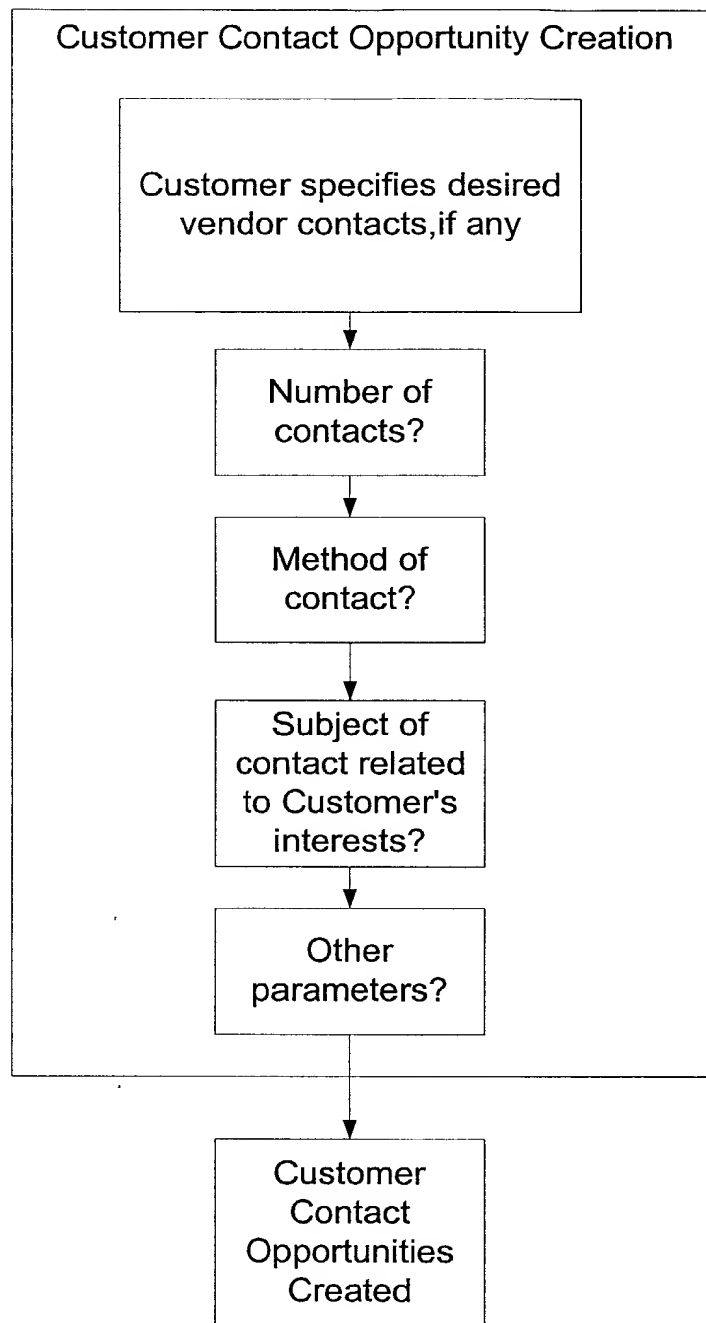 Customer Contact Opportunity Creation
Customer specifies desired
vendor contacts,if any
Number of
contacts?
Method of
contact?
Subject of
contact related
to Customer's
interests?
Other
parameters?
Customer
Contact
Opportunities
Created